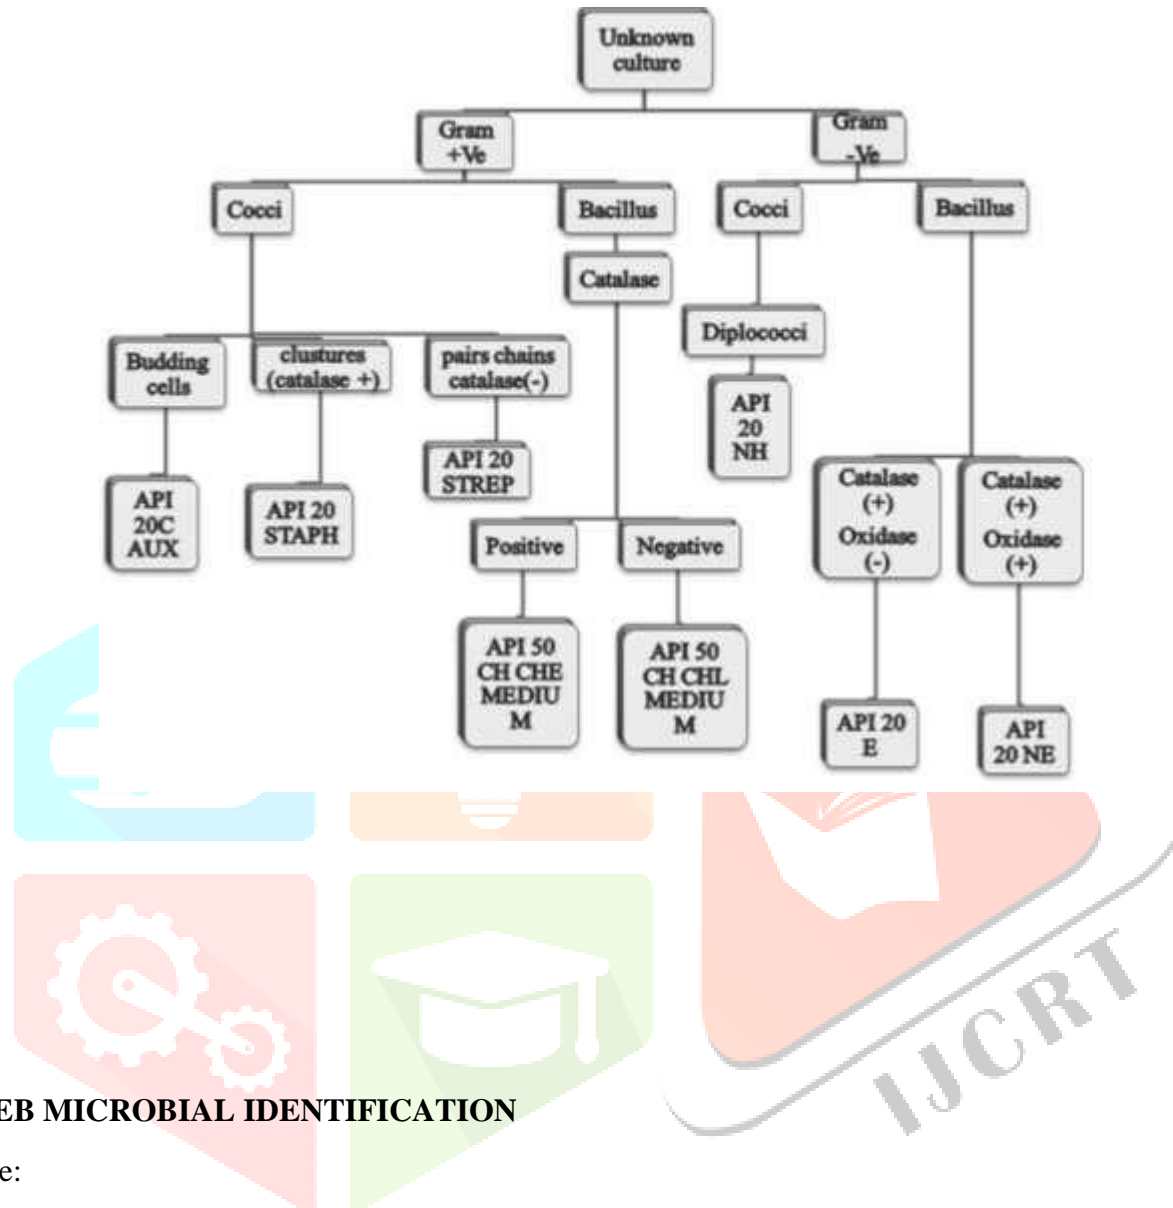 Unknown
culture
Gram
+Ve
Gram
-Ve
Cocci
Bacillus
Cocci
Bacillus
Catalase
Diplococci
Budding
cells
clustures
(catalase +)
pairs chains
catalase(-)
API
20
NH
API 20
STREP
API
20C
AUX
API 20
STAPH
Positive
Negative
Catalase
(+)
Oxidase
(-)
Catalase
(+)
Oxidase
(+)
API 50
CH CHE
MEDIU
M
API 50
CH CHL
MEDIU
M
API 20
E
API
20 NE
IJCRT
EB MICROBIAL IDENTIFICATION
e: